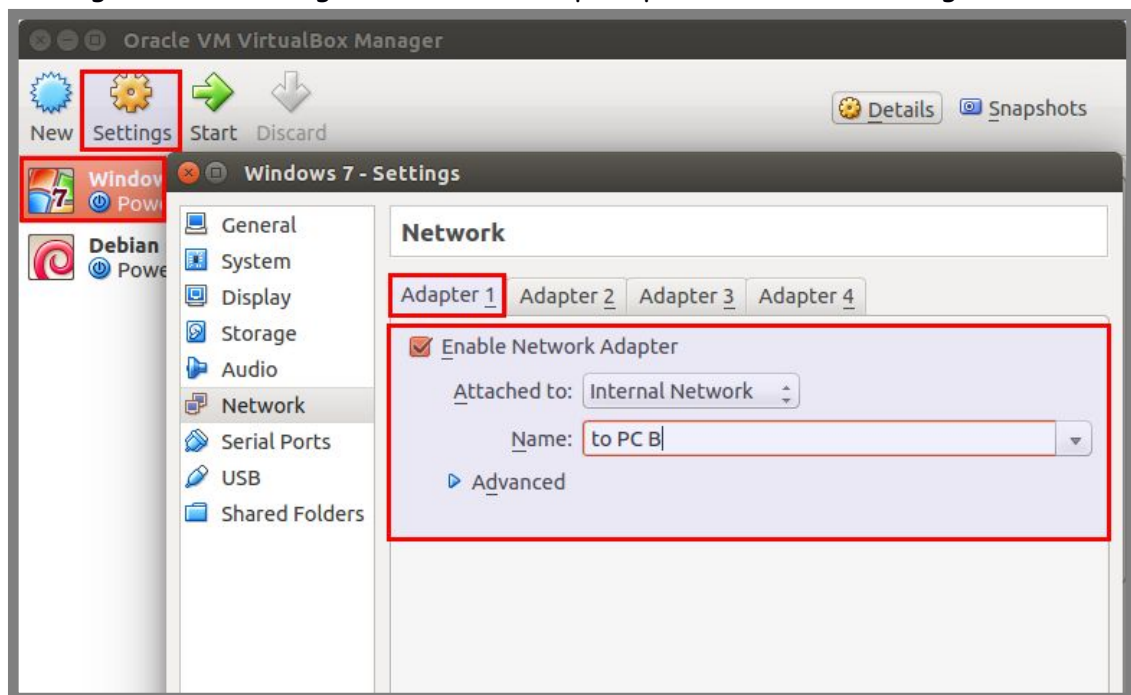 Oracle VM VirtualBox Manager
New Settings Start Discard
Details Snapshots
Windows 7 - Settings
Debian
General
System
Display
Storage
Audio
Network
Serial Ports
USB
Shared Folders
Network
Adapter 1 Adapter 2 Adapter 3 Adapter 4
Enable Network Adapter
Attached to: Internal Network
Name: to PC B
Advanced